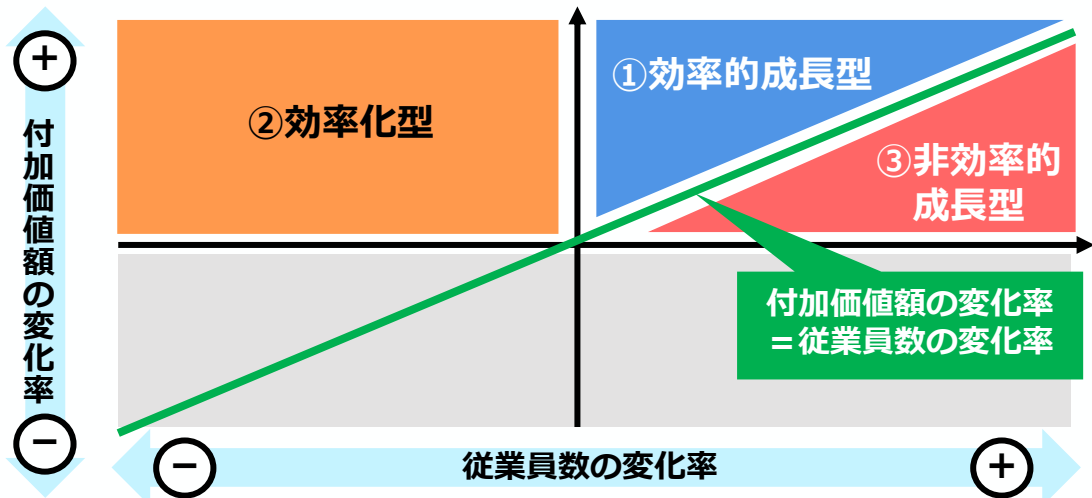 +
付加価値額の変化率
−
②効率化型
①効率的成長型
③非効率的
成長型
付加価値額の変化率
＝従業員数の変化率
−
従業員数の変化率
+